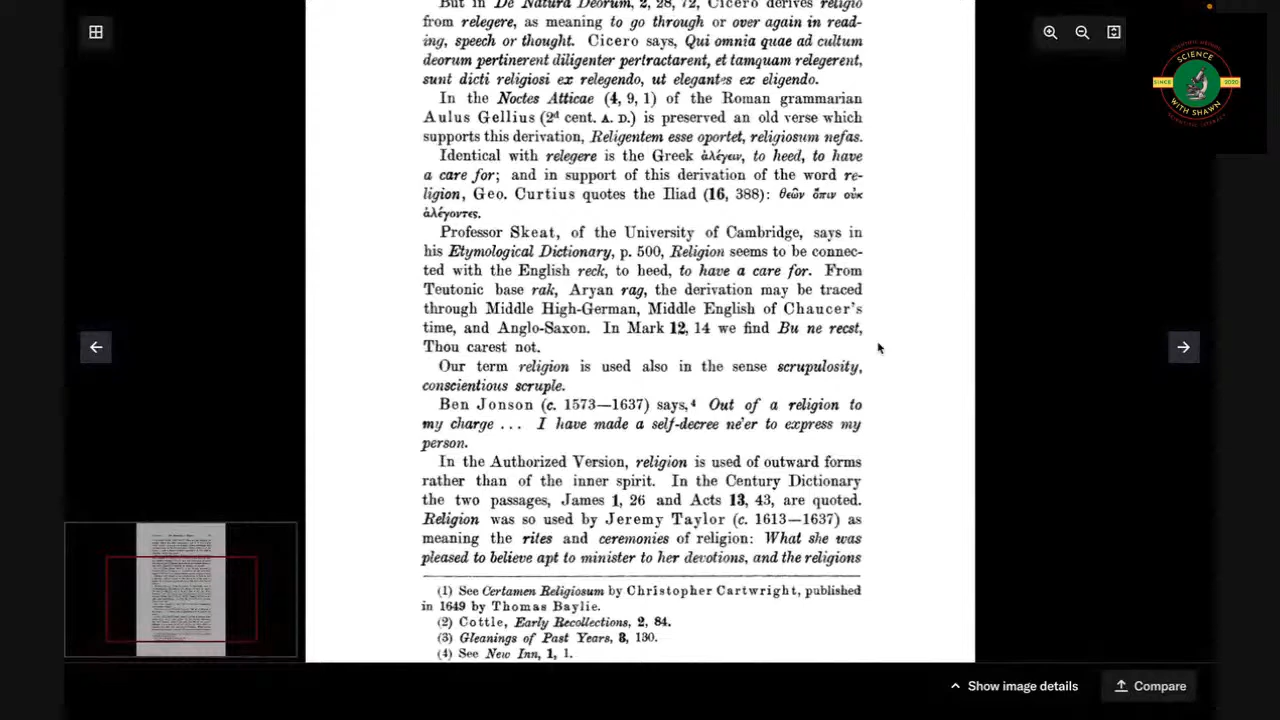 But in De Natura Deorum, 2, 28, 72, Cicero derives religio
from relegere, as meaning to go through or over again in read-
ing, speech or thought. Cicero says, Qui omnia quae ad cultum
deorum pertinerent diligenter pertractarent, et tamquam relegerent,
sunt dicti religiosi ex relegendo, ut elegantes ex eligendo.
In the Noctes Atticae (4, 9, 1) of the Roman grammarian
Aulus Gellius (2d cent. A. D.) is preserved an old verse which
supports this derivation, Religentem esse oportet, religiosum nefas.
Identical with relegere is the Greek ἀλέγειν, to heed, to have
a care for; and in support of this derivation of the word re-
ligion, Geo. Curtius quotes the Iliad (16, 388): θεῶν ὄπιν οὐκ
ἀλέγοντες.
Professor Skeat, of the University of Cambridge, says in
his Etymological Dictionary, p. 500, Religion seems to be connec-
ted with the English reck, to heed, to have a care for. From
Teutonic base rak, Aryan rag, the derivation may be traced
through Middle High-German, Middle English of Chaucer's
time, and Anglo-Saxon. In Mark 12, 14 we find Bu ne recst,
Thou carest not.
Our term religion is used also in the sense scrupulosity,
conscientious scruple.
Ben Jonson (c. 1573—1637) says,4 Out of a religion to
my charge ... I have made a self-decree ne'er to express my
person.
In the Authorized Version, religion is used of outward forms
rather than of the inner spirit. In the Century Dictionary
the two passages, James 1, 26 and Acts 13, 43, are quoted.
Religion was so used by Jeremy Taylor (c. 1613—1637) as
meaning the rites and ceremonies of religion: What she was
pleased to believe apt to minister to her devotions, and the religions
(1) See Certamen Religiosum by Christopher Cartwright, published
in 1649 by Thomas Baylie.
(2) Cottle, Early Recollections, 2, 84.
(3) Gleanings of Past Years, 3, 130.
(4) See New Inn, 1, 1.
SCIENCE
SINCE
2020
WITH SHAWN
Show image details
Compare